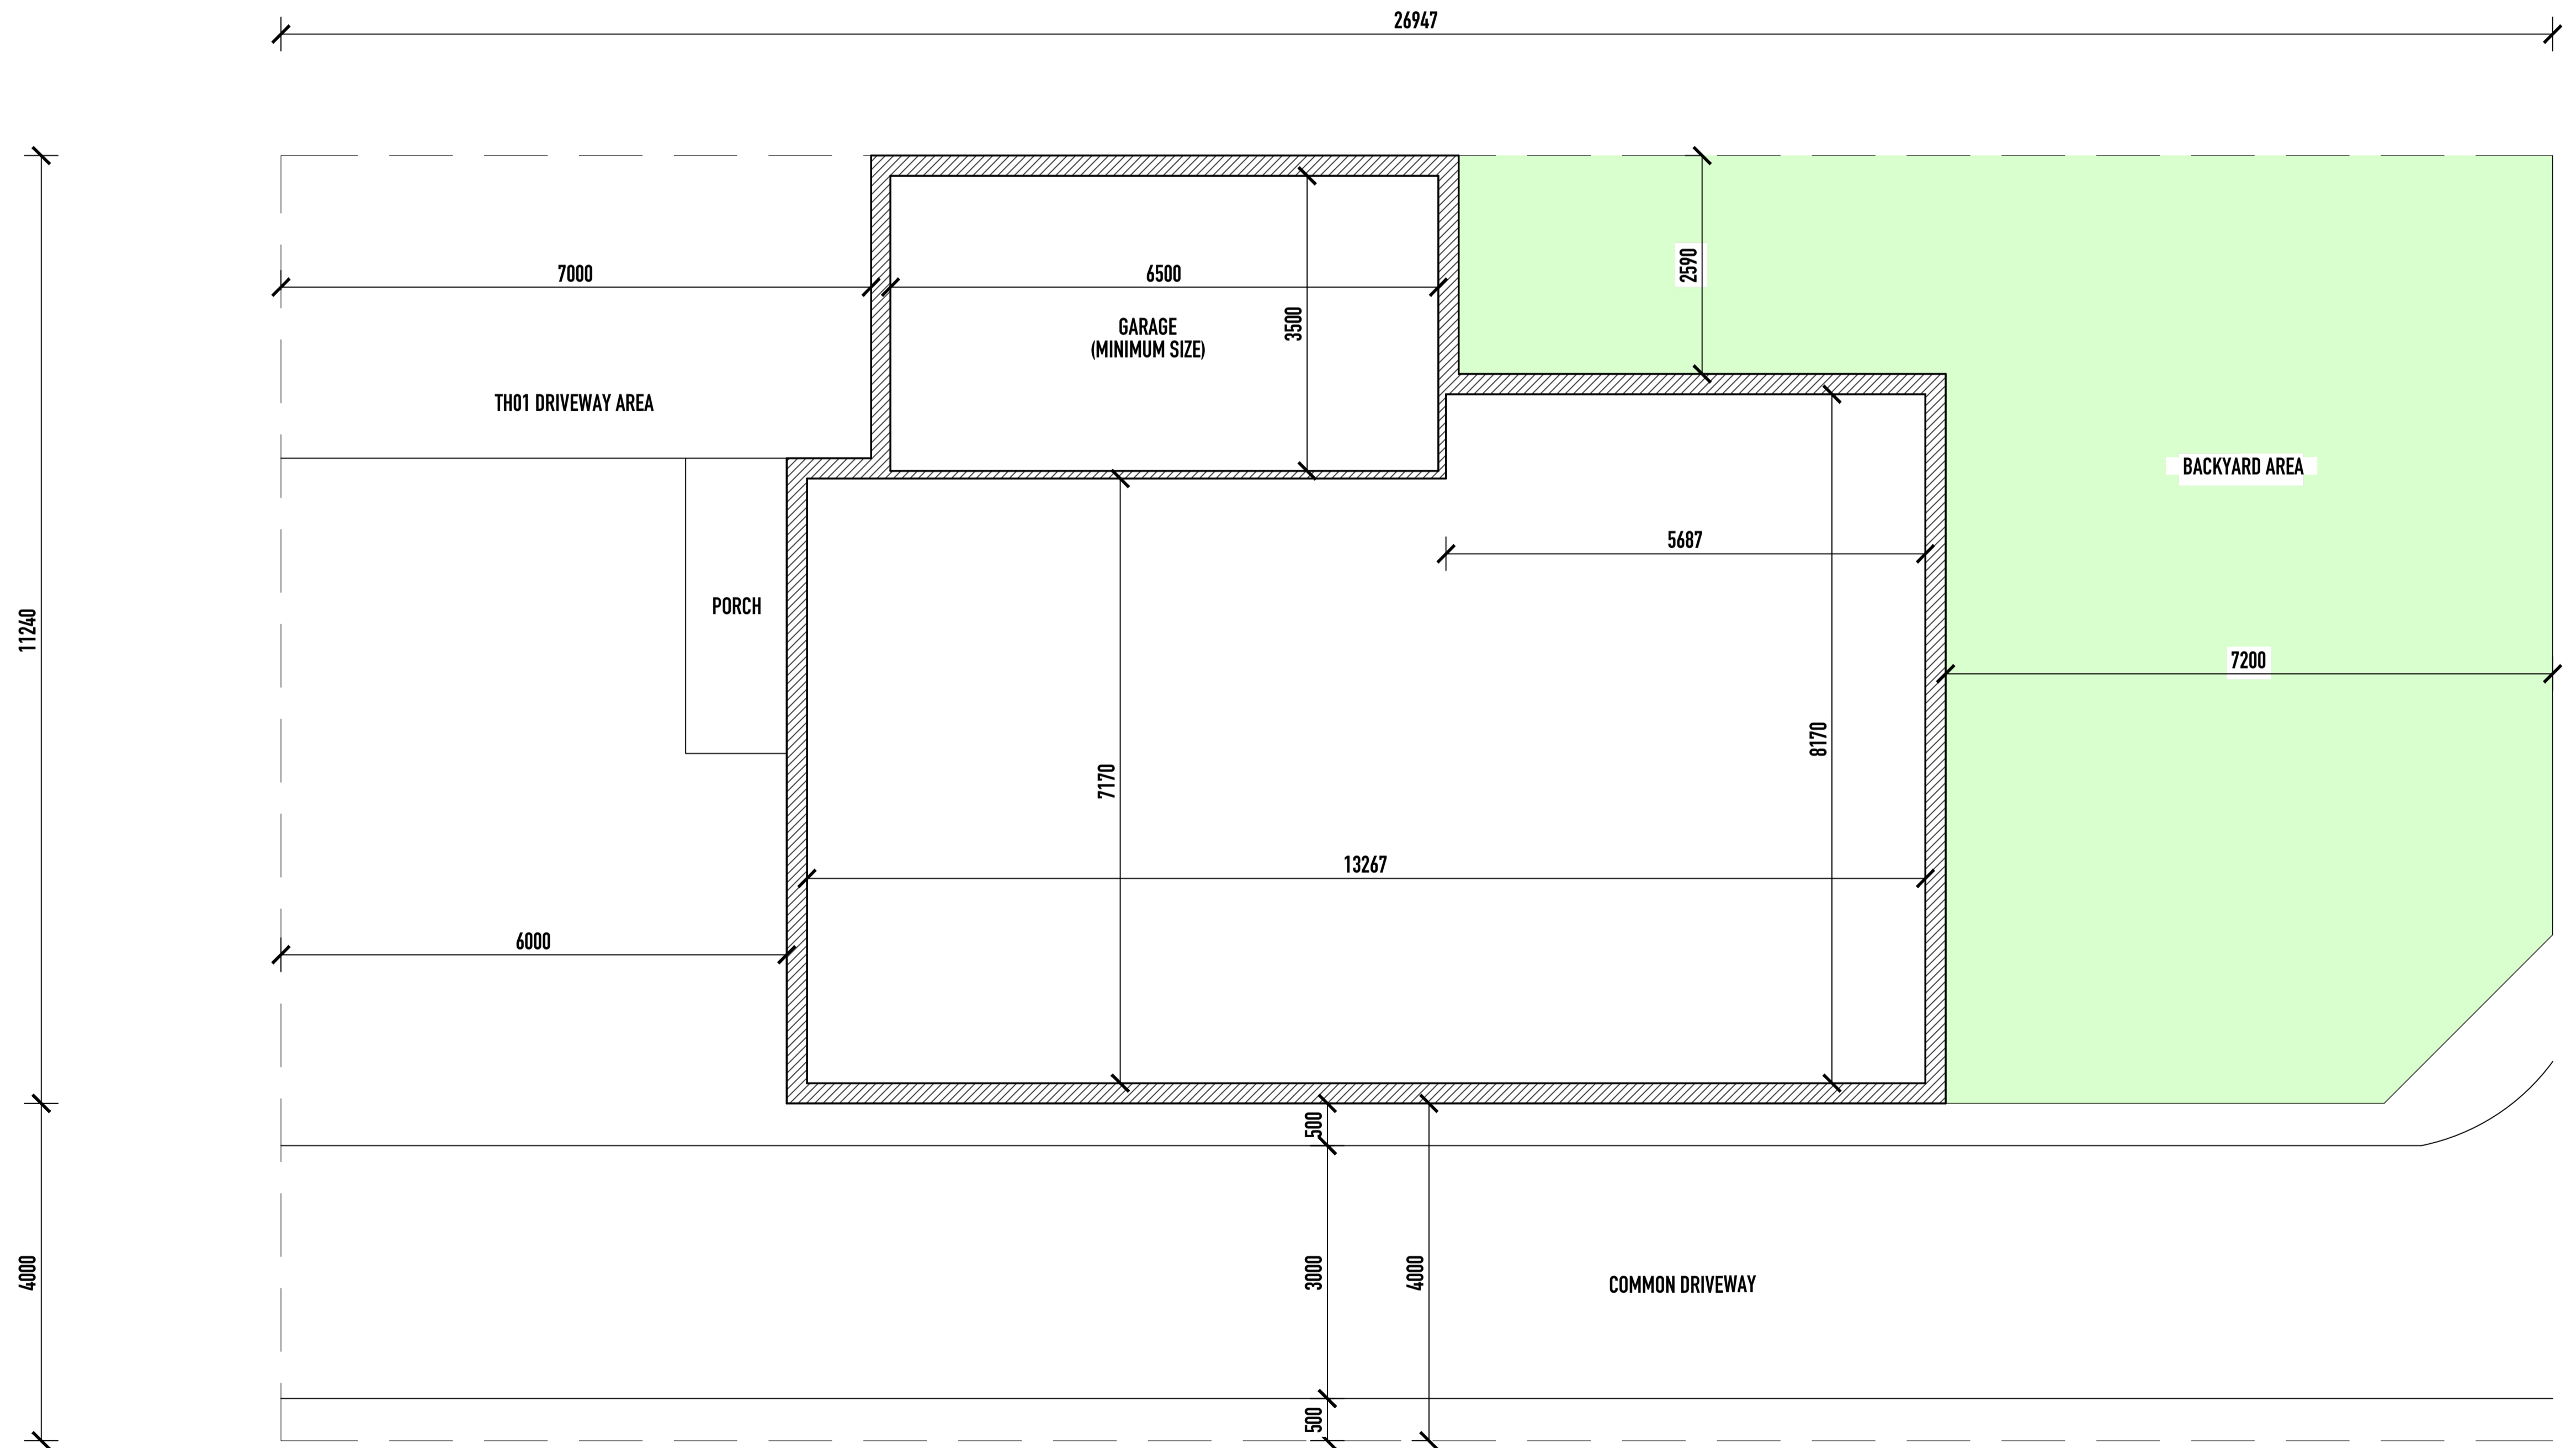 26947
2590
7000
6500
3500
GARAGE
(MINIMUM SIZE)
TH01 DRIVEWAY AREA
BACKYARD AREA
5687
11240
PORCH
7200
8170
7170
13267
6000
500
4000
3000
4000
COMMON DRIVEWAY
500